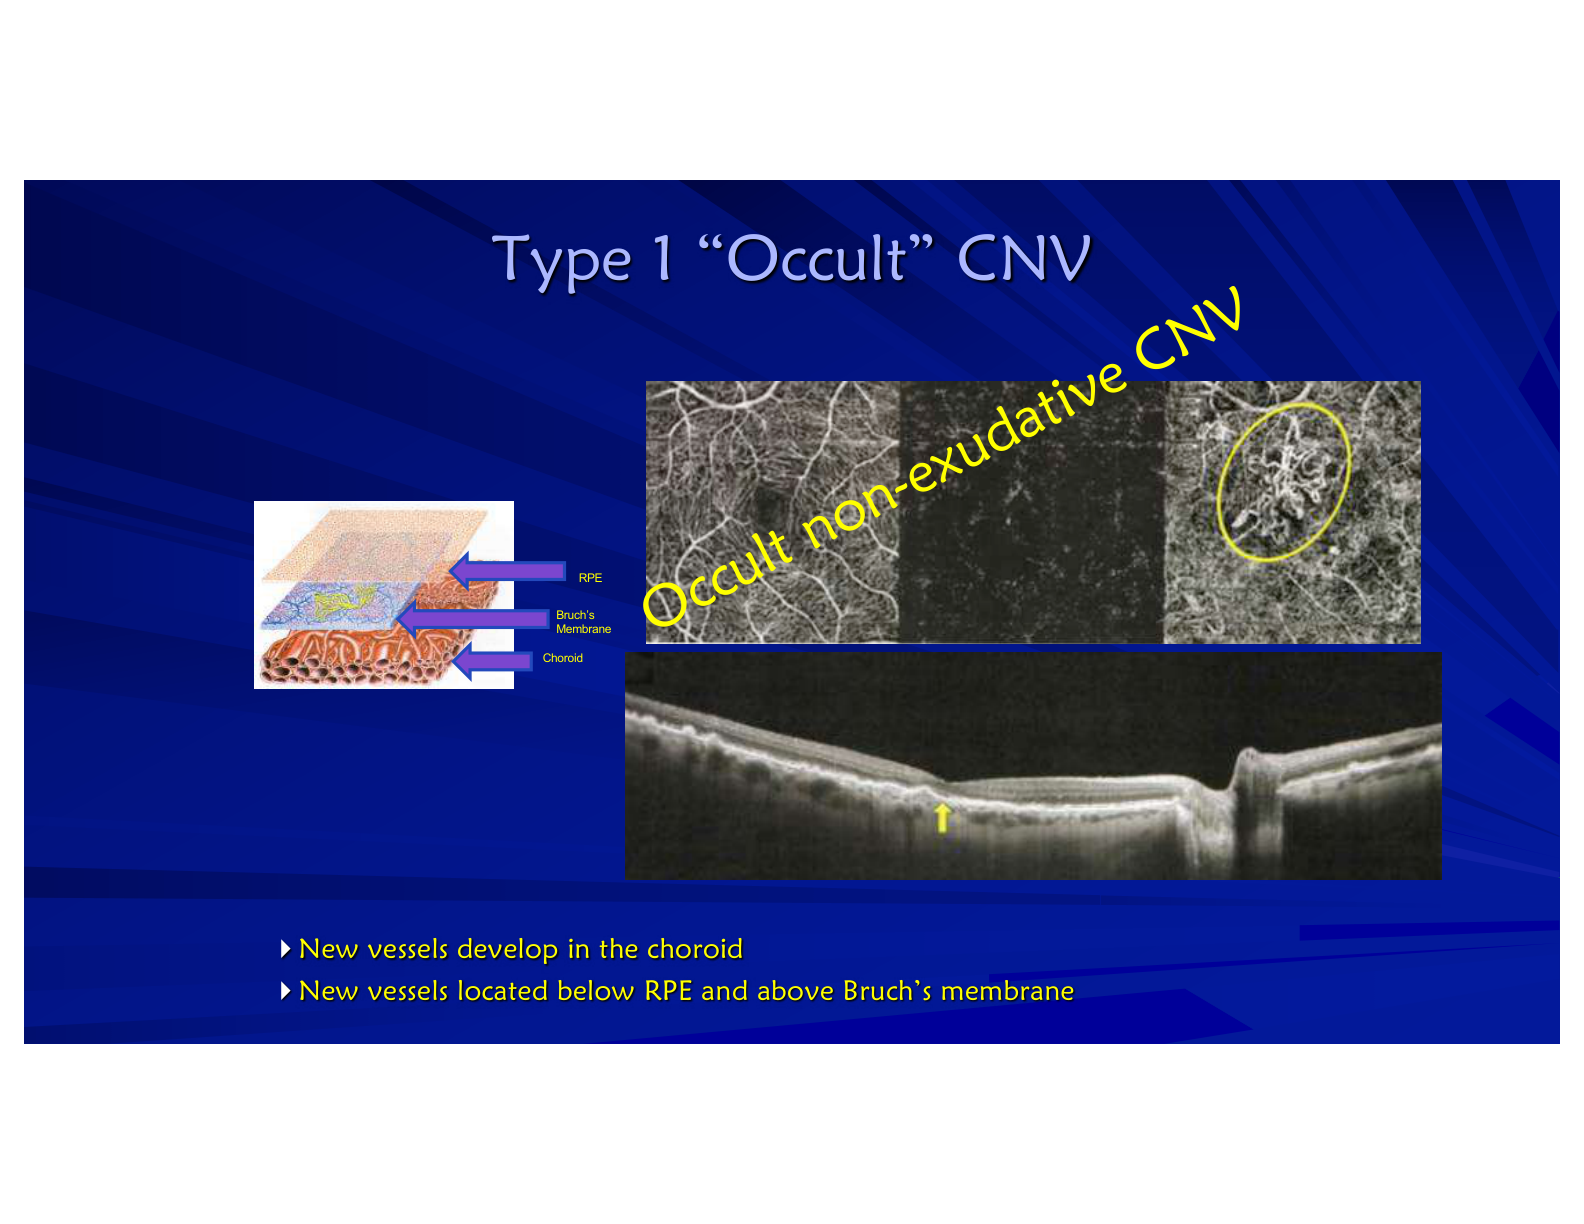 Type 1 “Occult” CNV
Occult non-exudative CNV
RPE
Bruch’s
Membrane
Choroid
New vessels develop in the choroid
New vessels located below RPE and above Bruch’s membrane